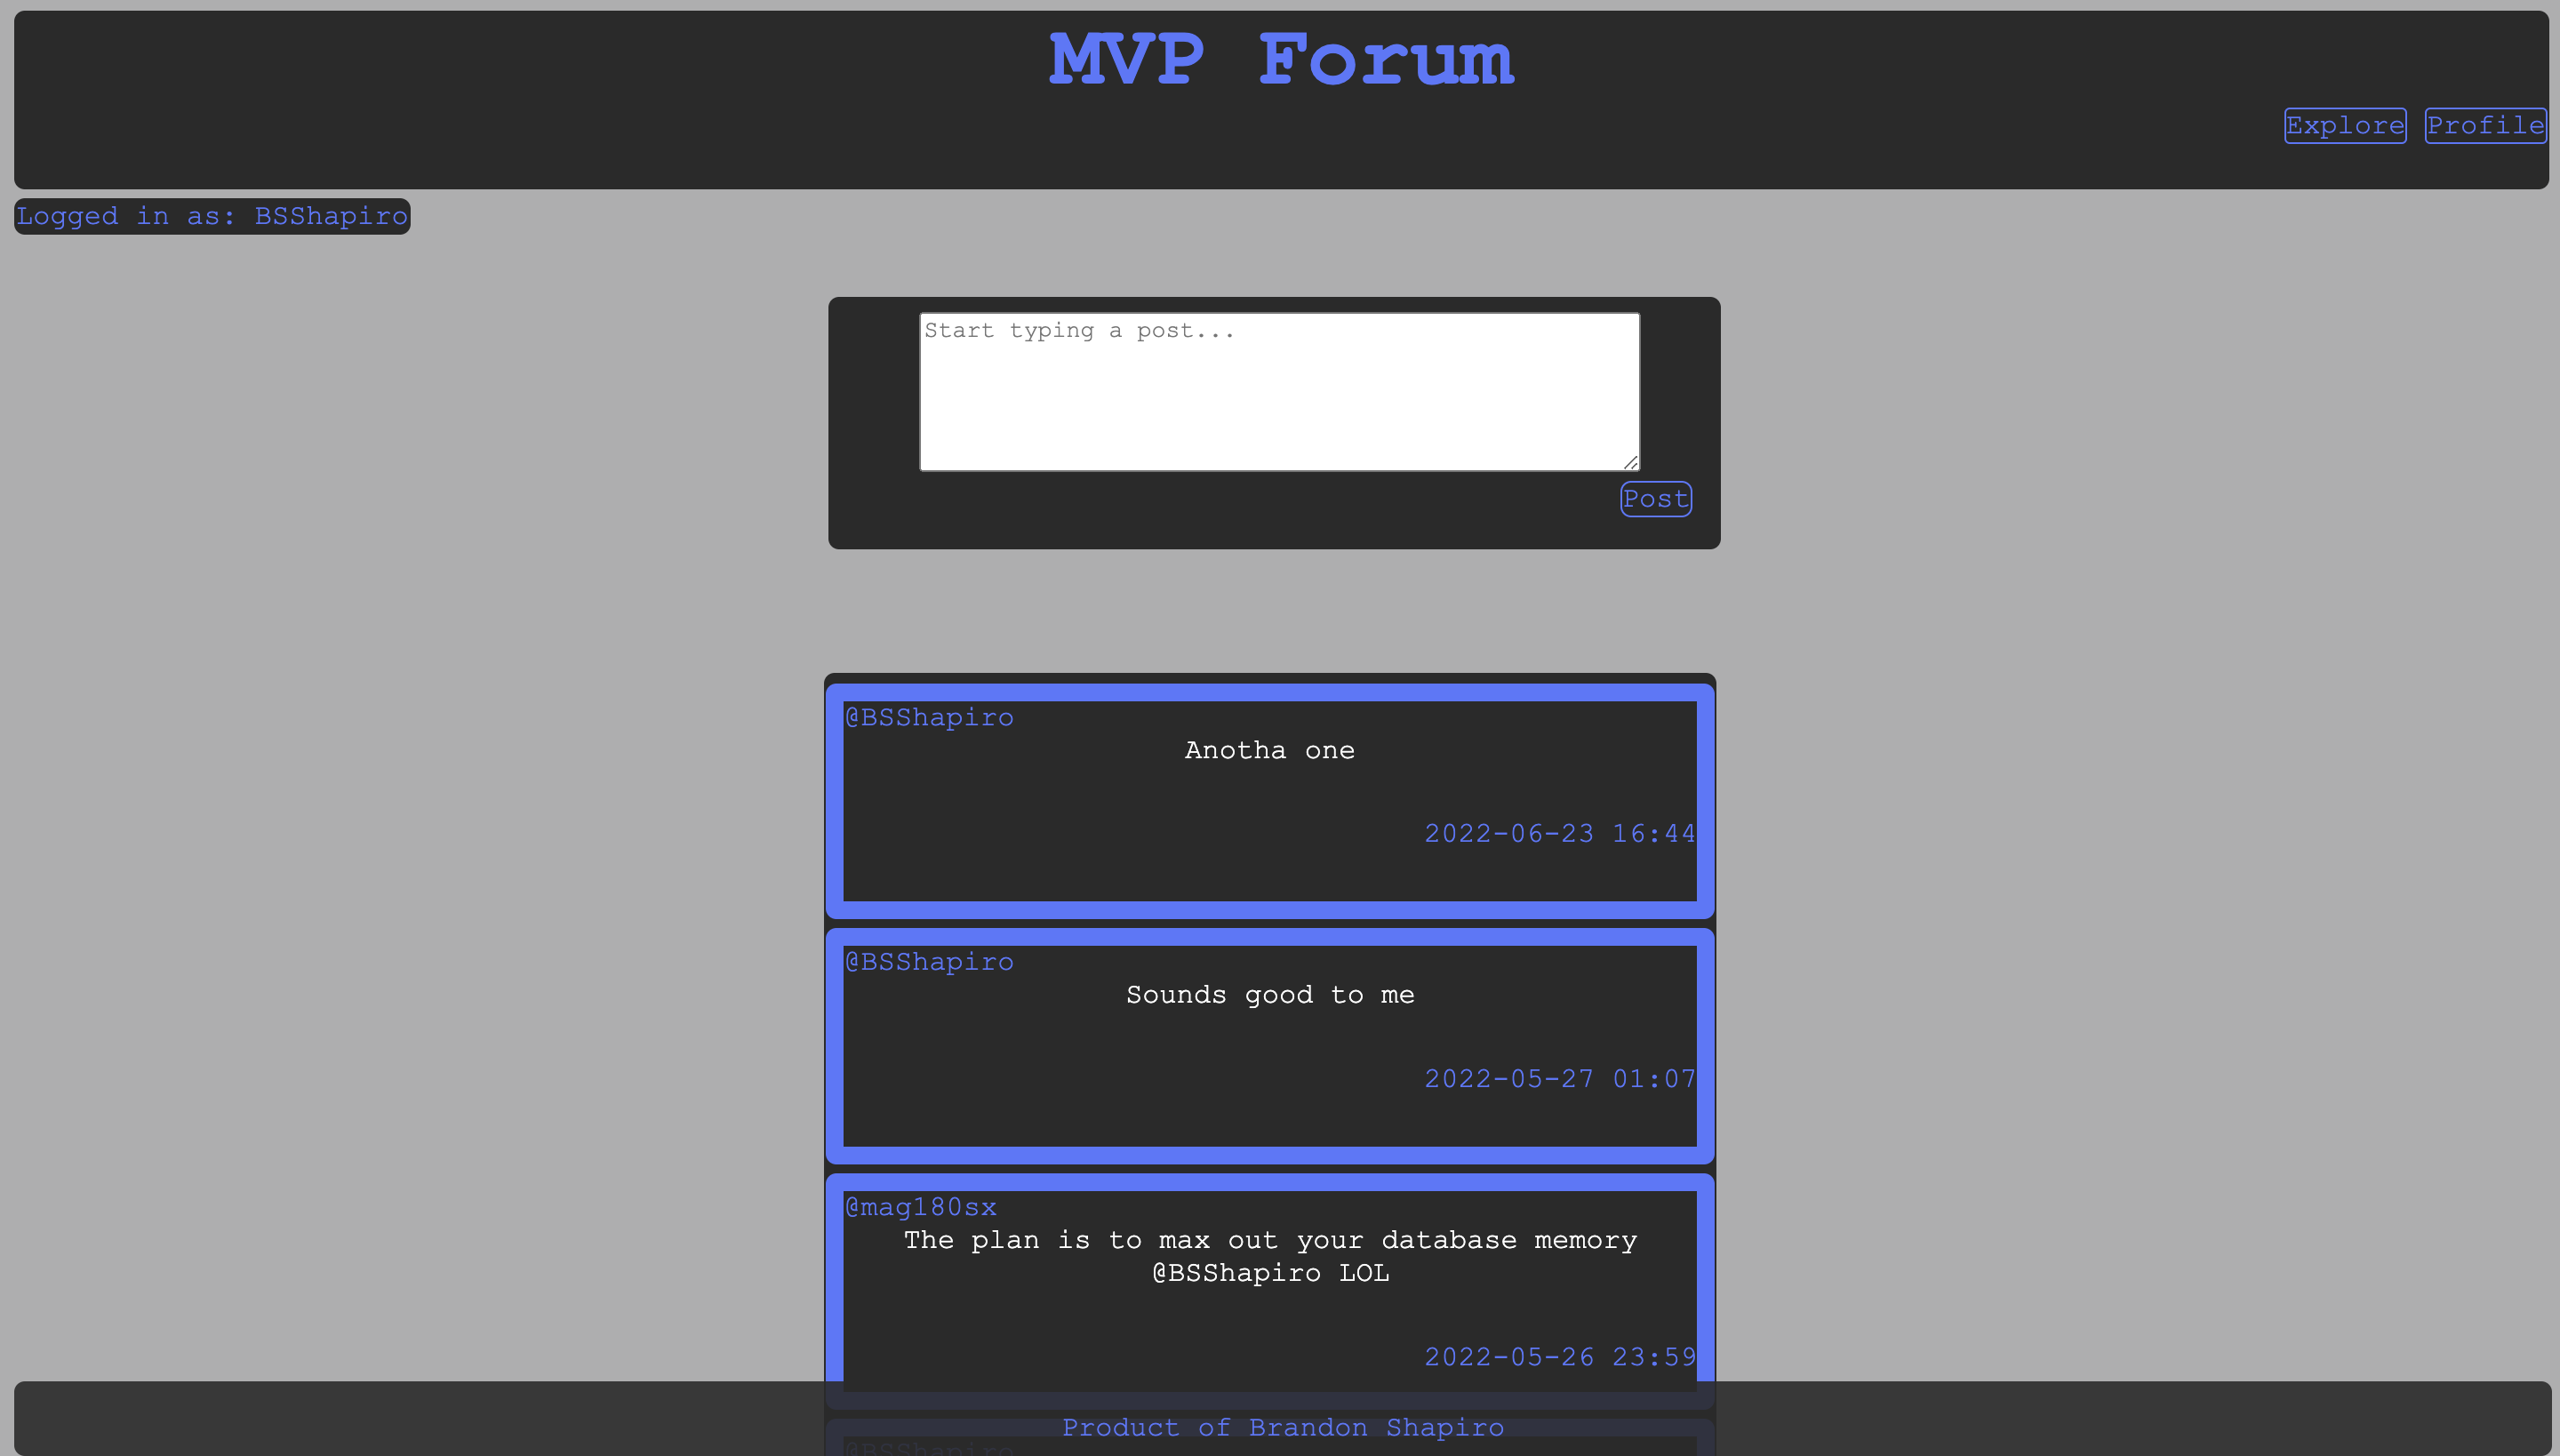 MVP Forum
Explore Profile
Logged in as: BSShapiro
Start typing a post...
Post
@BSShapiro
Anotha one
2022-06-23 16:44
@BSShapiro
Sounds good to me
2022-05-27 01:07
@mag180sx
The plan is to max out your database memory
@BSShapiro LOL
2022-05-26 23:59
Product of Brandon Shapiro
@BSShapiro